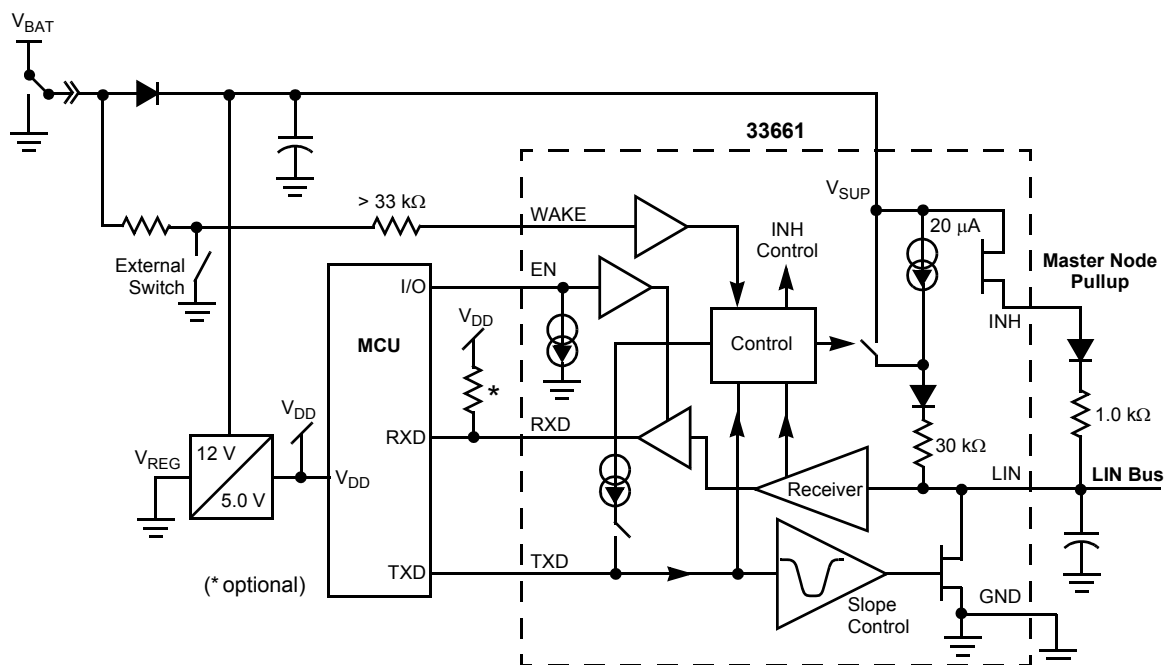 V_BAT
33661
V_SUP
> 33 kΩ
WAKE
20 μA
INH
Control
Master Node
Pullup
External
Switch
I/O
EN
INH
V_DD
MCU
Control
*
1.0 kΩ
V_DD
RXD
RXD
30 kΩ
V_REG
12 V
5.0 V
V_DD
Receiver
LIN
LIN Bus
(* optional)
TXD
TXD
Slope
Control
GND